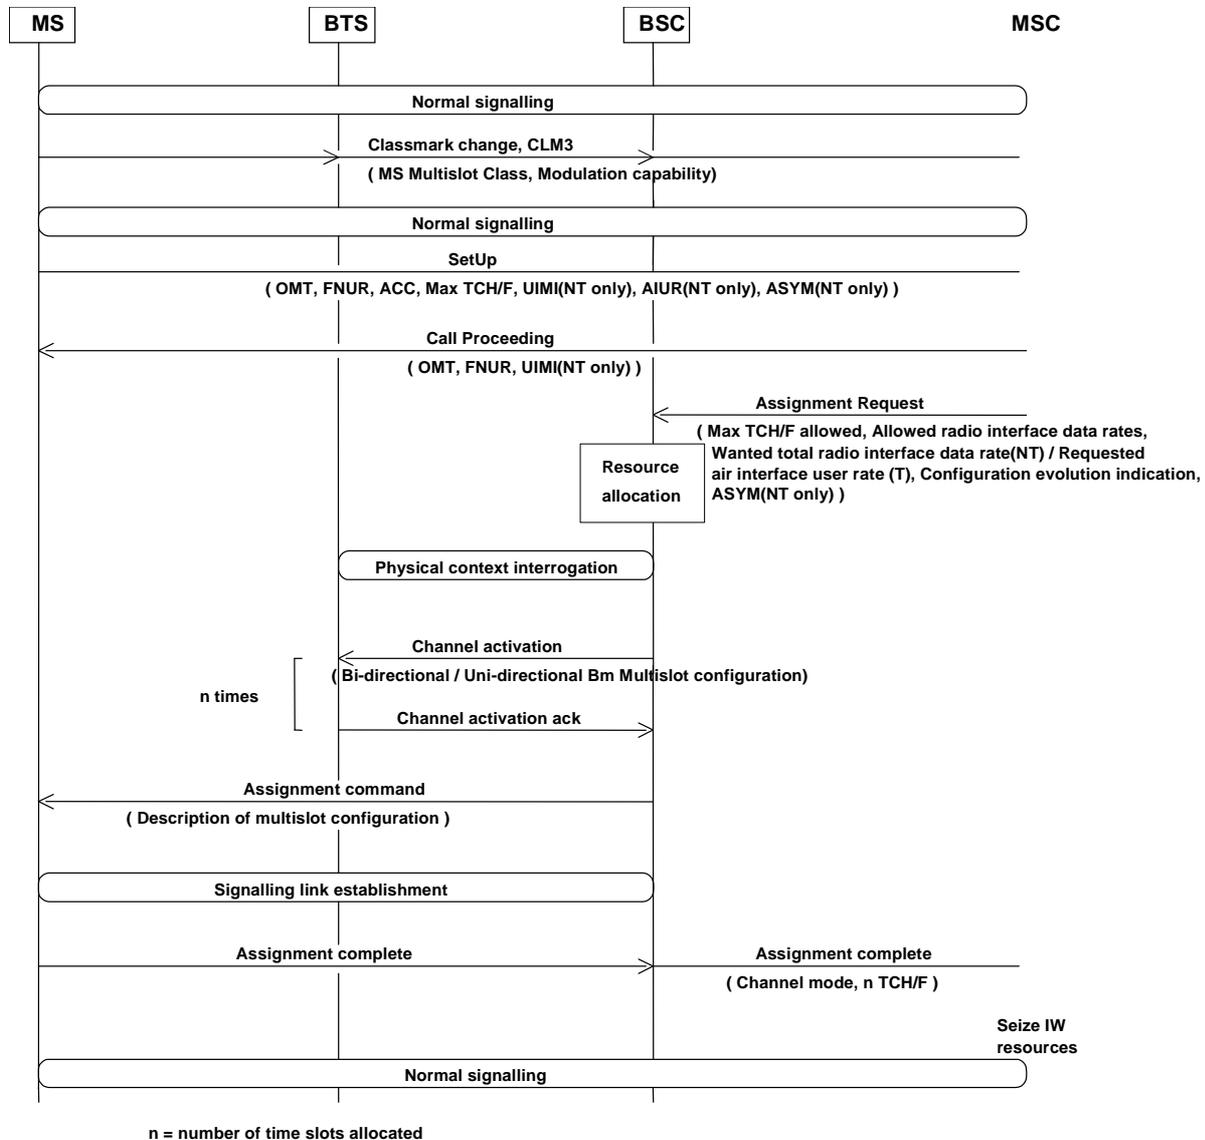 MS BTS BSC MSC
Normal signalling
Classmark change, CLM3
( MS Multislot Class, Modulation capability)
Normal signalling
SetUp
( OMT, FNUR, ACC, Max TCH/F, UIMI(NT only), AIUR(NT only), ASYM(NT only) )
Call Proceeding
( OMT, FNUR, UIMI(NT only) )
Assignment Request
( Max TCH/F allowed, Allowed radio interface data rates,
Wanted total radio interface data rate(NT) / Requested
air interface user rate (T), Configuration evolution indication,
ASYM(NT only) )
Resource
allocation
Physical context interrogation
Channel activation
( Bi-directional / Uni-directional Bm Multislot configuration)
n times
Channel activation ack
Assignment command
( Description of multislot configuration )
Signalling link establishment
Assignment complete
Assignment complete
( Channel mode, n TCH/F )
Seize IW
resources
Normal signalling
n = number of time slots allocated